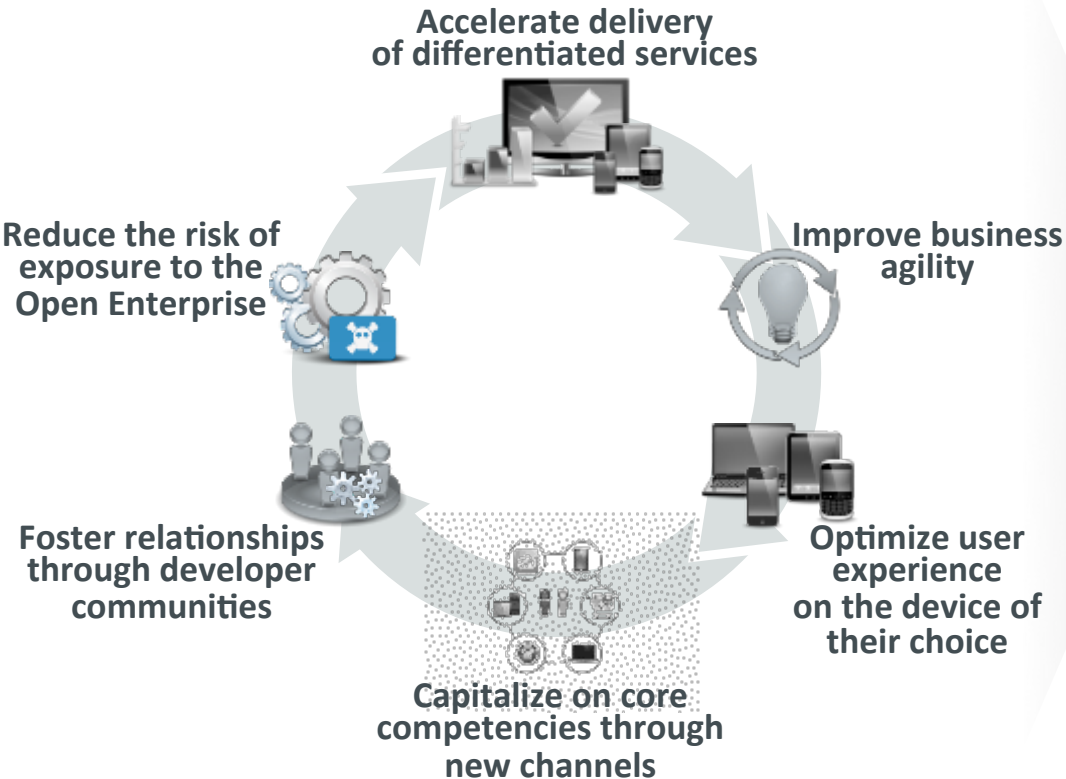 Accelerate delivery
of differentiated services
Improve business
agility
Optimize user
experience
on the device of
their choice
Capitalize on core
competencies through
new channels
Foster relationships
through developer
communities
Reduce the risk of
exposure to the
Open Enterprise